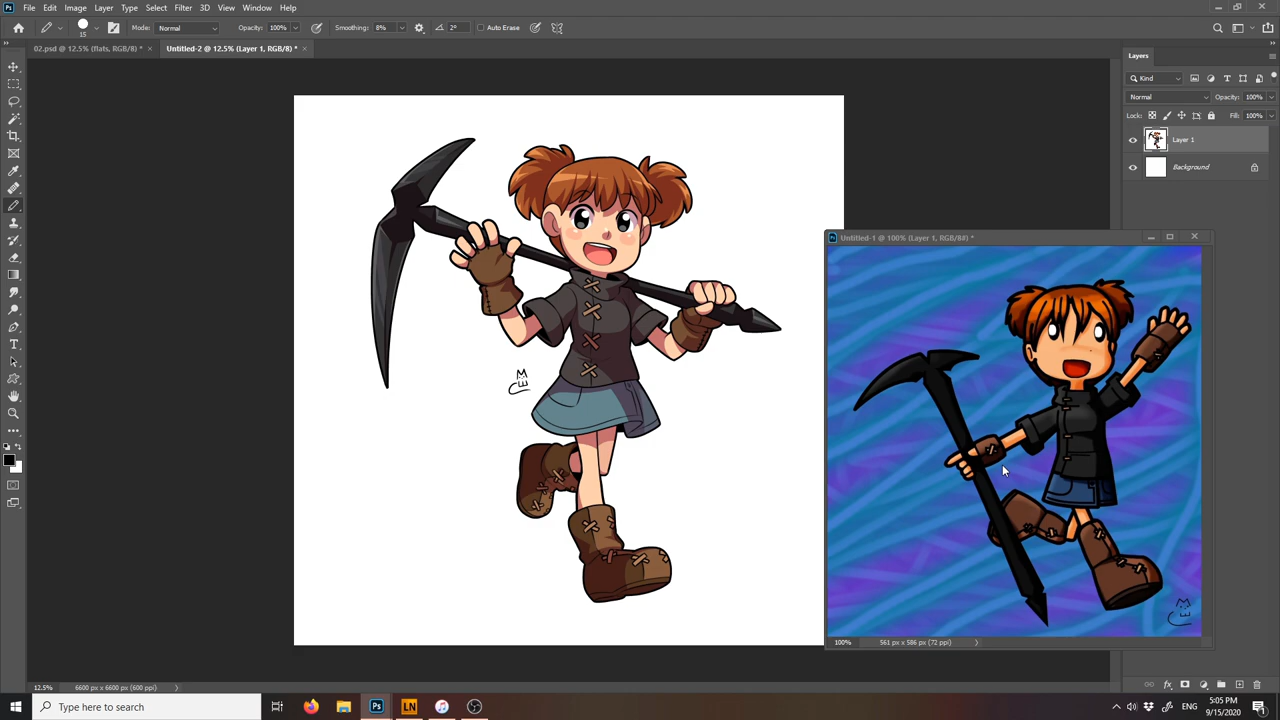 File Edit Image Layer Type Select Filter 3D View Window Help
15 Mode: Normal Opacity: 100% Smoothing: 8% 2° Auto Erase
02.psd @ 12.5% (flats, RGB/8) * × Untitled-2 @ 12.5% (Layer 1, RGB/8) * ×
Layers
Kind
Normal Opacity: 100%
Lock: Fill: 100%
Layer 1
Background
Untitled-1 @ 100% (Layer 1, RGB/8#) *
100% 561 px x 586 px (72 ppi)
12.5% 6600 px x 6600 px (600 ppi)
Type here to search
Ps LN
ENG
5:05 PM
9/15/2020